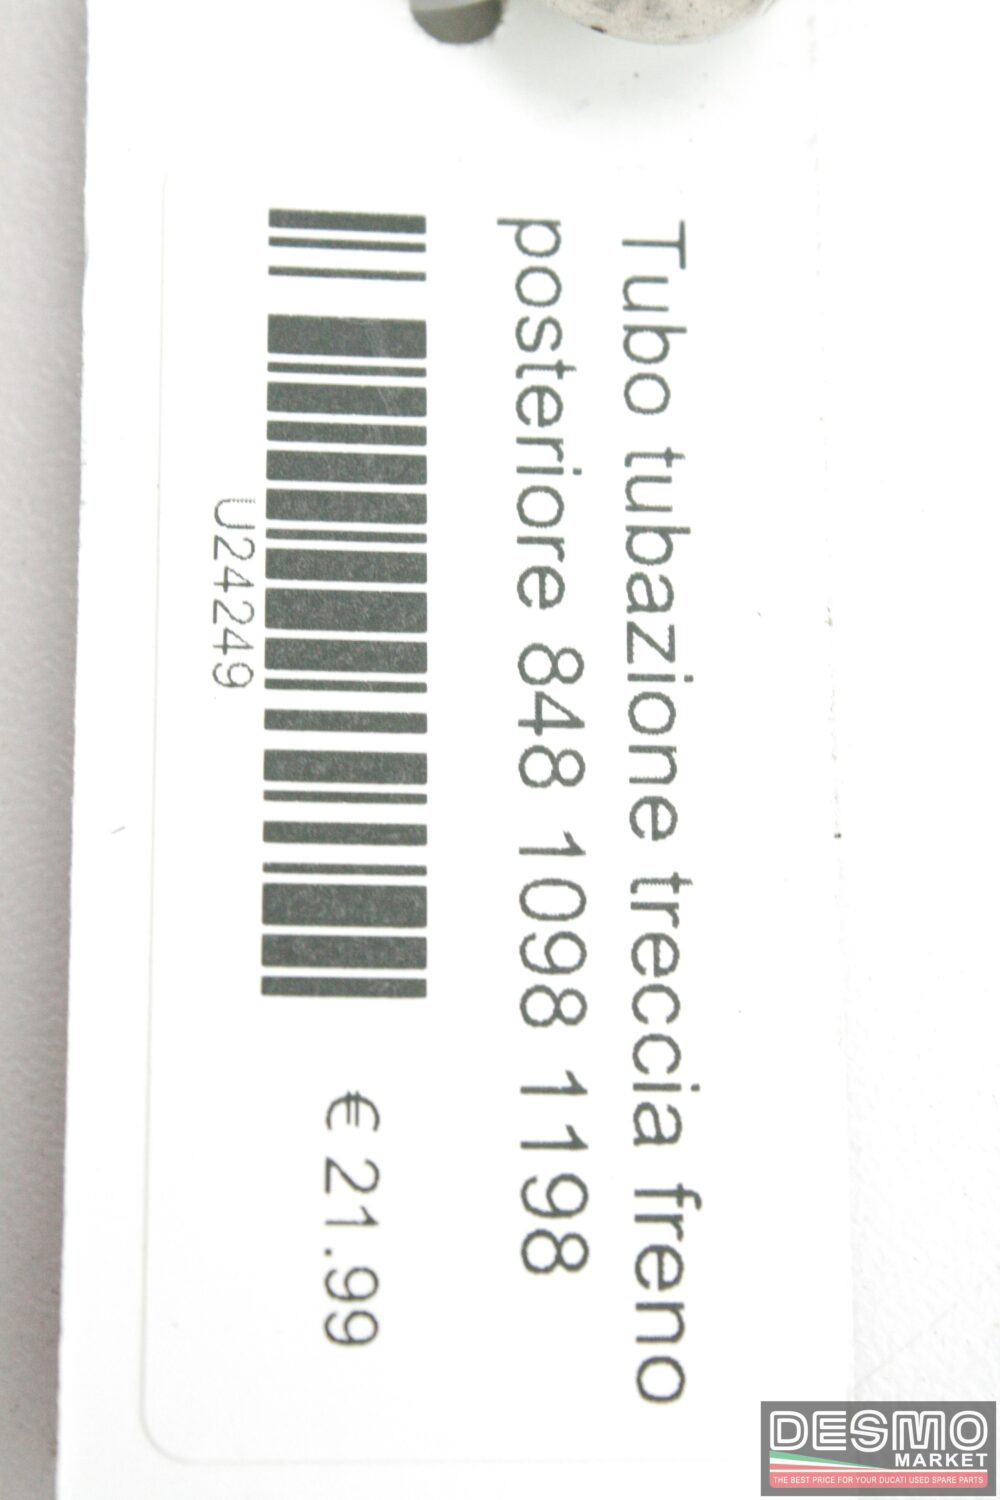 Tubo tubazione treccia freno
posteriore 848 1098 1198
U24249
€ 21.99
DESMO
MARKET
THE BEST PRICE FOR YOUR DUCATI USED SPARE PARTS